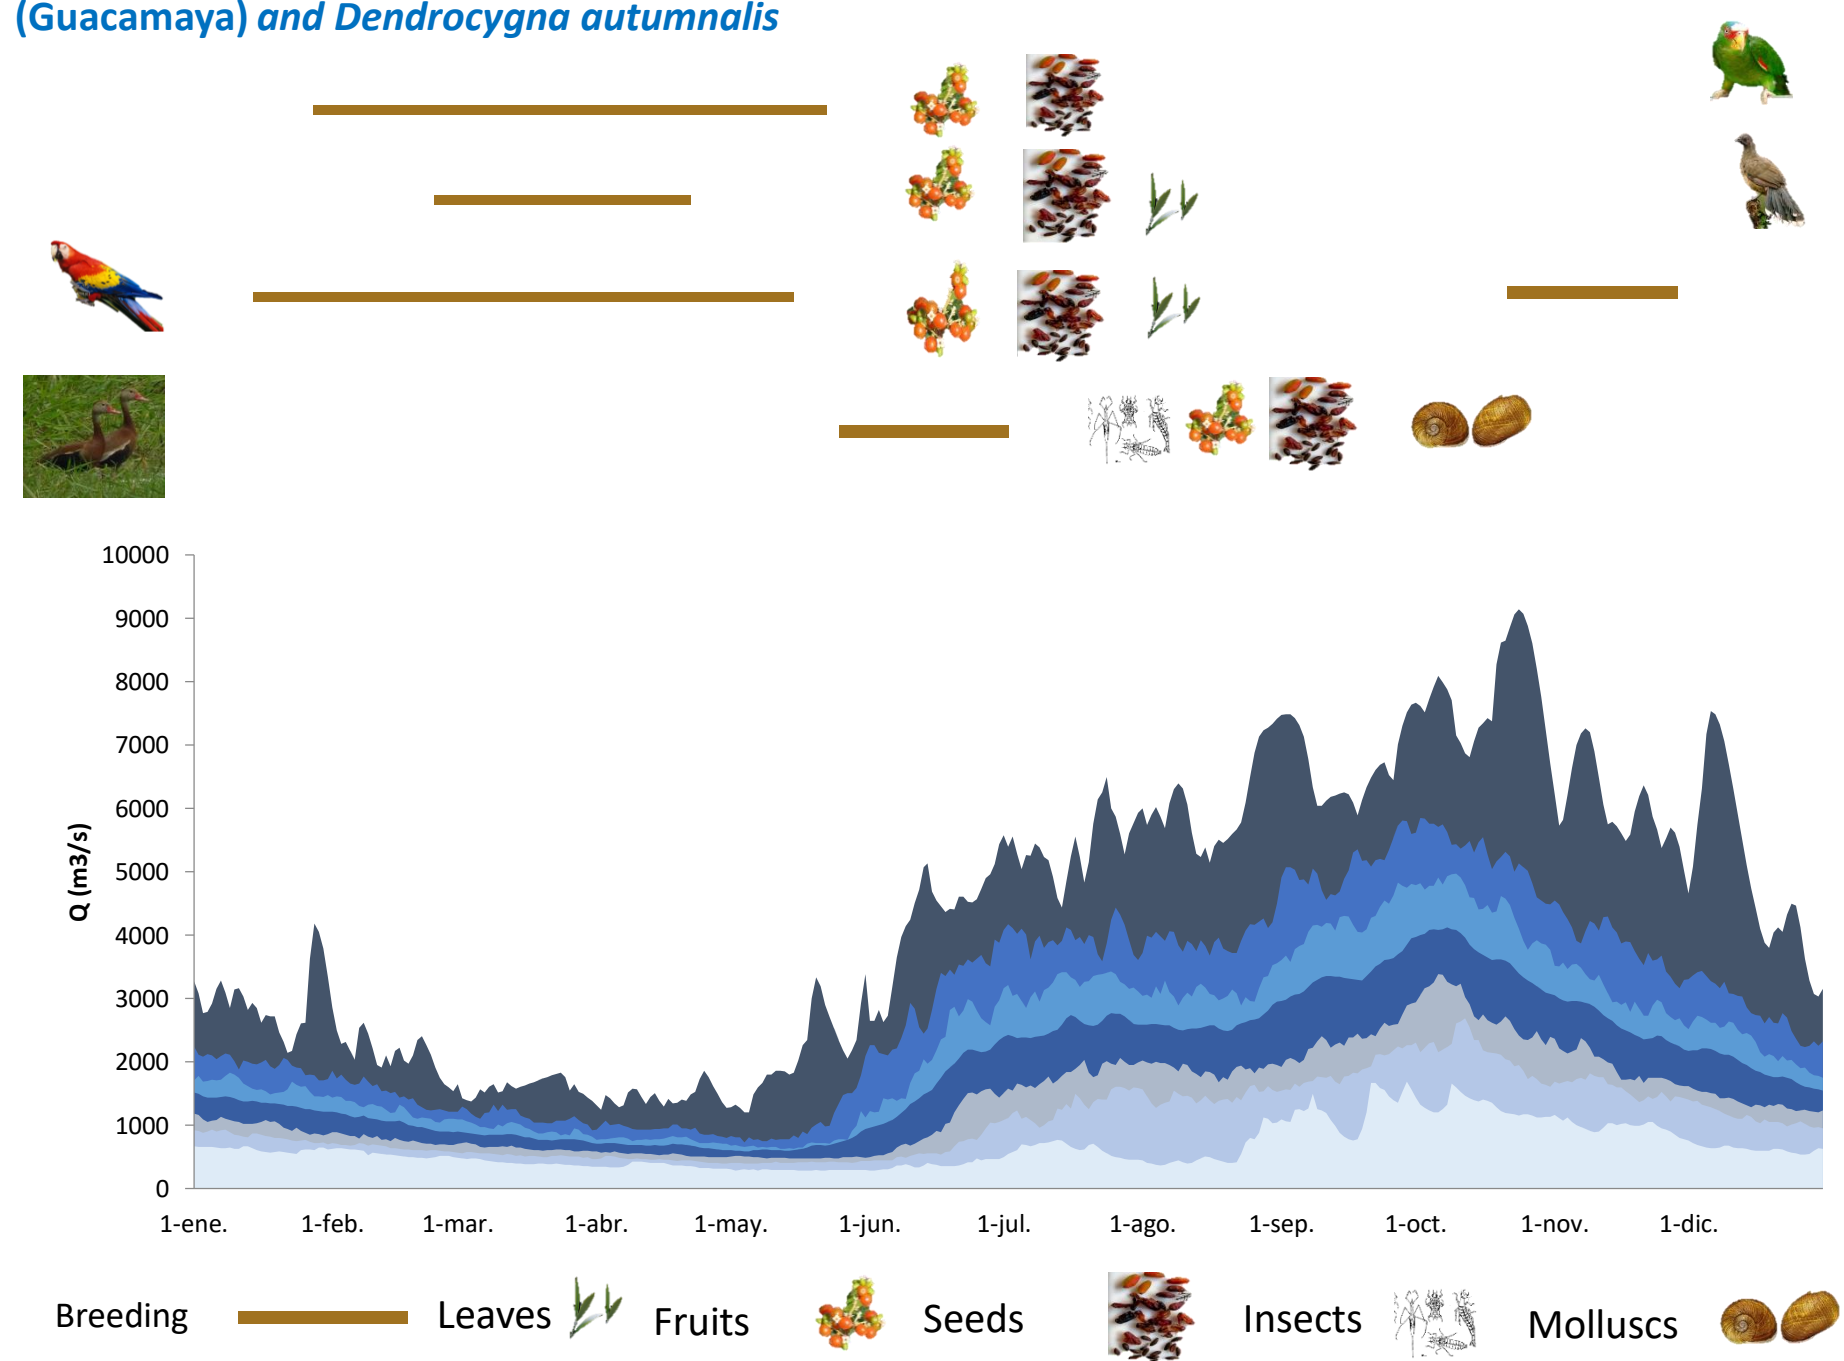 (Guacamaya) and Dendrocygna autumnalis
10000
9000
8000
7000
6000
5000
4000
3000
2000
1000
0
Q (m3/s)
1-ene. 1-feb. 1-mar. 1-abr. 1-may. 1-jun. 1-jul. 1-ago. 1-sep. 1-oct. 1-nov. 1-dic.
Breeding Leaves Fruits Seeds Insects Molluscs